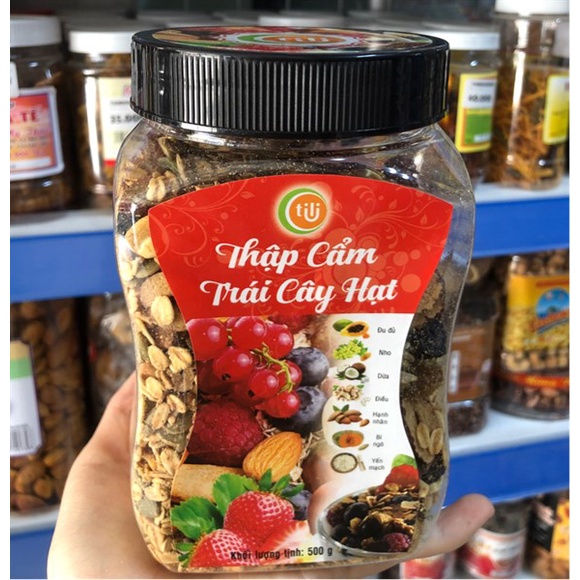 tilj
Thập Cẩm
Trái Cây Hạt
Đu đủ
Nho
Dừa
Điều
Hạnh
nhân
Bí
ngô
Yến
mạch
Khối lượng tịnh: 500 g